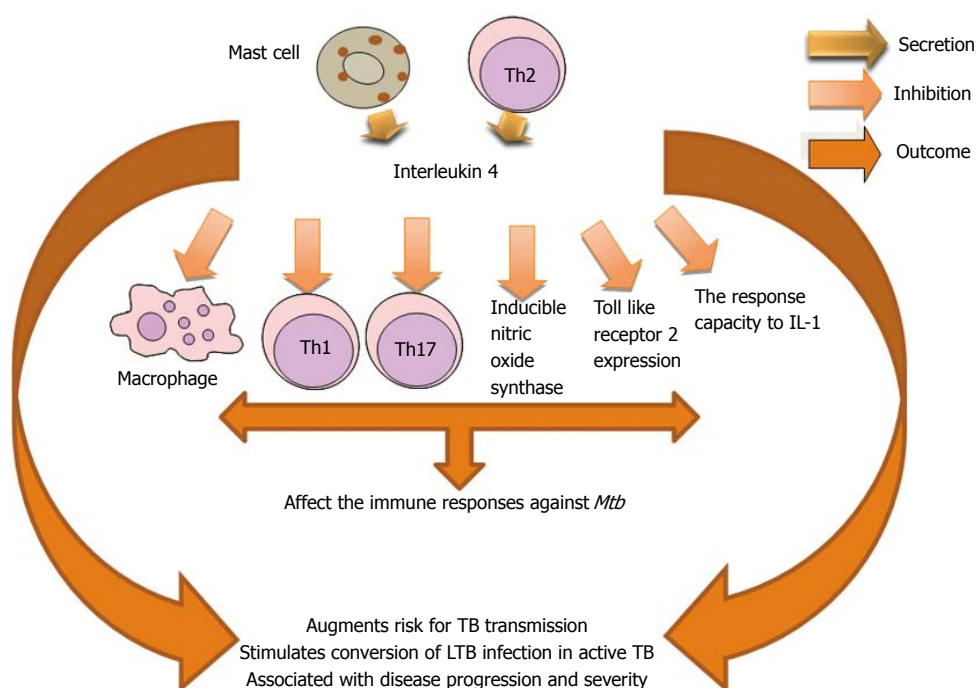 Mast cell
Th2
Secretion
Inhibition
Outcome
Interleukin 4
Macrophage
Th1
Th17
Inducible
nitric
oxide
synthase
Toll like
receptor 2
expression
The response
capacity to IL-1
Affect the immune responses against Mtb
Augments risk for TB transmission
Stimulates conversion of LTB infection in active TB
Associated with disease progression and severity